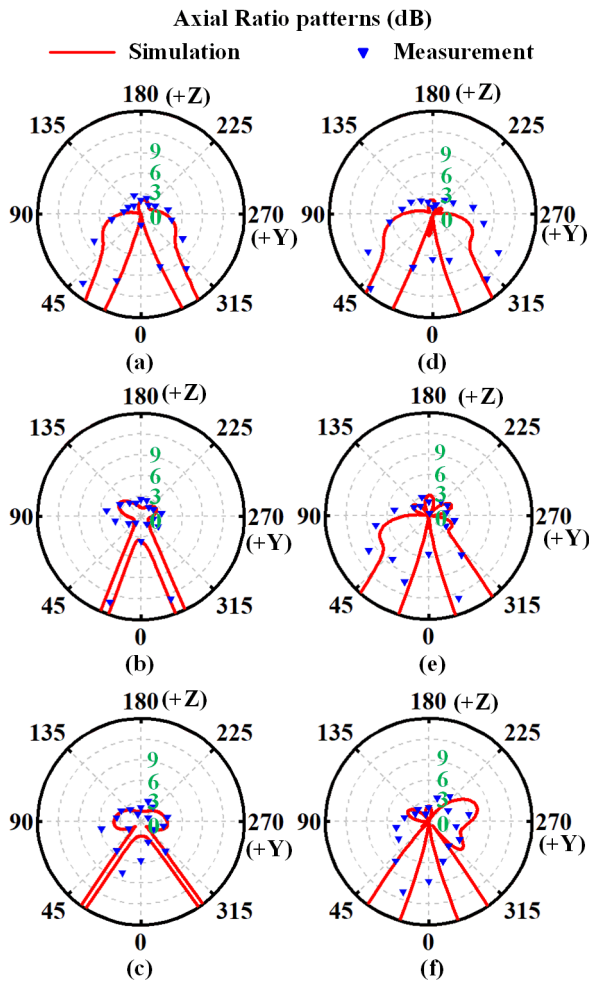 Axial Ratio patterns (dB)
Simulation Measurement
180 (+Z) 180 (+Z)
135 225 135 225
9 9
6 6
3 3
90 0 270 90 0 270
(+Y) (+Y)
45 315 45 315
0 0
(a) (d)
180 (+Z) 180 (+Z)
135 225 135 225
9 9
6 6
3 3
90 0 270 90 0 270
(+Y) (+Y)
45 315 45 315
0 0
(b) (e)
180 (+Z) 180 (+Z)
135 225 135 225
9 9
6 6
3 3
90 0 270 90 0 270
(+Y) (+Y)
45 315 45 315
0 0
(c) (f)